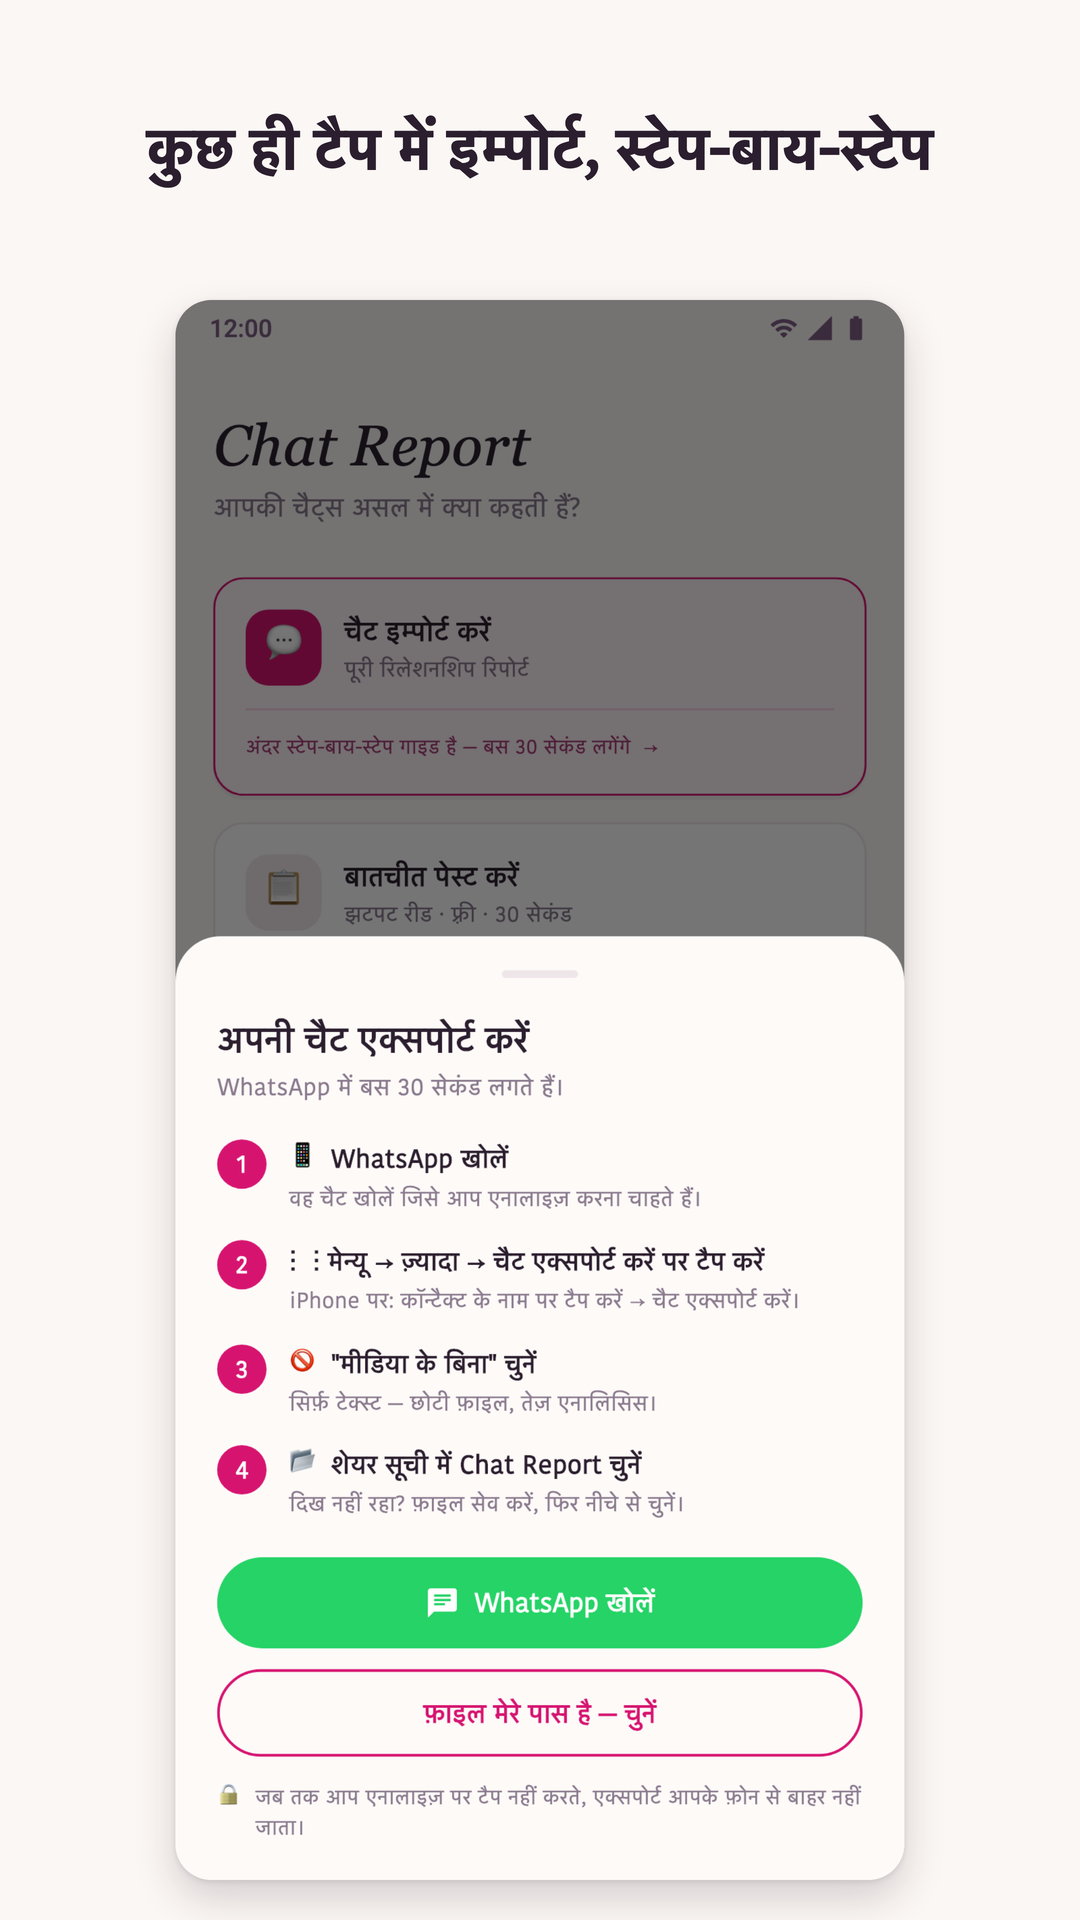 कुछ ही टैप में इम्पोर्ट, स्टेप-बाय-स्टेप
12:00
Chat Report
आपकी चैट्स असल में क्या कहती हैं?
चैट इम्पोर्ट करें
पूरी रिलेशनशिप रिपोर्ट
अंदर स्टेप-बाय-स्टेप गाइड है — बस 30 सेकंड लगेंगे →
बातचीत पेस्ट करें
झटपट रीड · फ़्री · 30 सेकंड
अपनी चैट एक्सपोर्ट करें
WhatsApp में बस 30 सेकंड लगते हैं।
1 WhatsApp खोलें
वह चैट खोलें जिसे आप एनालाइज़ करना चाहते हैं।
2 ⋮ ⋮ मेन्यू → ज़्यादा → चैट एक्सपोर्ट करें पर टैप करें
iPhone पर: कॉन्टैक्ट के नाम पर टैप करें → चैट एक्सपोर्ट करें।
3 "मीडिया के बिना" चुनें
सिर्फ़ टेक्स्ट — छोटी फ़ाइल, तेज़ एनालिसिस।
4 शेयर सूची में Chat Report चुनें
दिख नहीं रहा? फ़ाइल सेव करें, फिर नीचे से चुनें।
WhatsApp खोलें
फ़ाइल मेरे पास है — चुनें
जब तक आप एनालाइज़ पर टैप नहीं करते, एक्सपोर्ट आपके फ़ोन से बाहर नहीं
जाता।